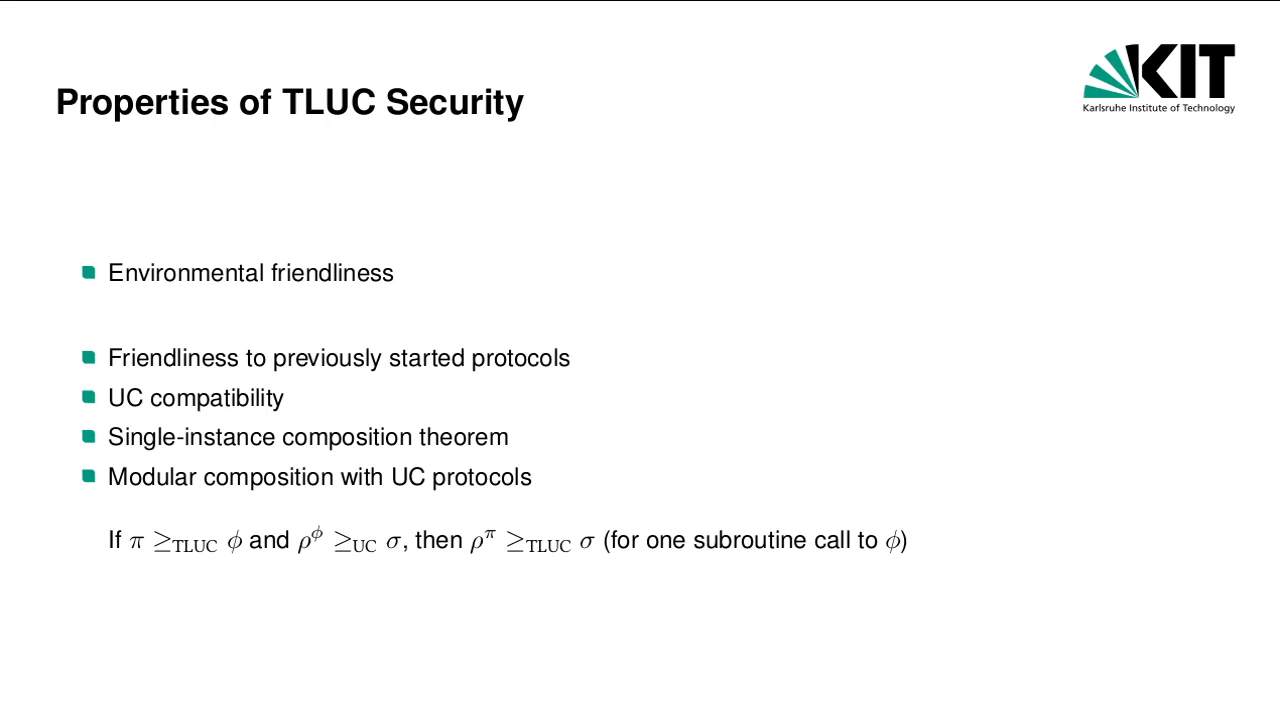 Properties of TLUC Security
KIT
Karlsruhe Institute of Technology
Environmental friendliness
Friendliness to previously started protocols
UC compatibility
Single-instance composition theorem
Modular composition with UC protocols
If π ≥TLUC ϕ and ρ^ϕ ≥UC σ, then ρ^π ≥TLUC σ (for one subroutine call to ϕ)